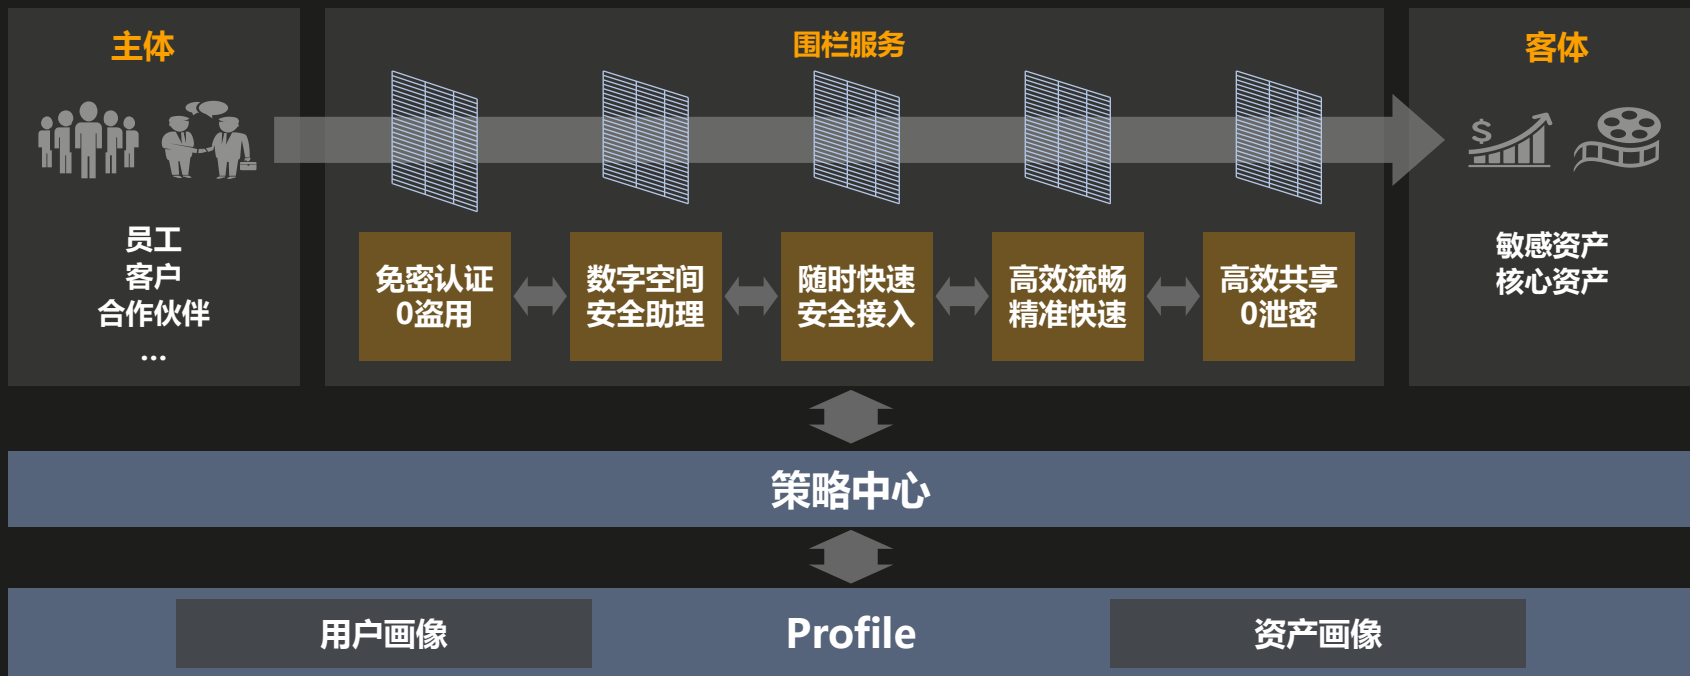 主体
员工
客户
合作伙伴
...
围栏服务
免密认证
0盗用
数字空间
安全助理
随时快速
安全接入
高效流畅
精准快速
高效共享
0泄密
客体
$
敏感资产
核心资产
策略中心
用户画像
Profile
资产画像